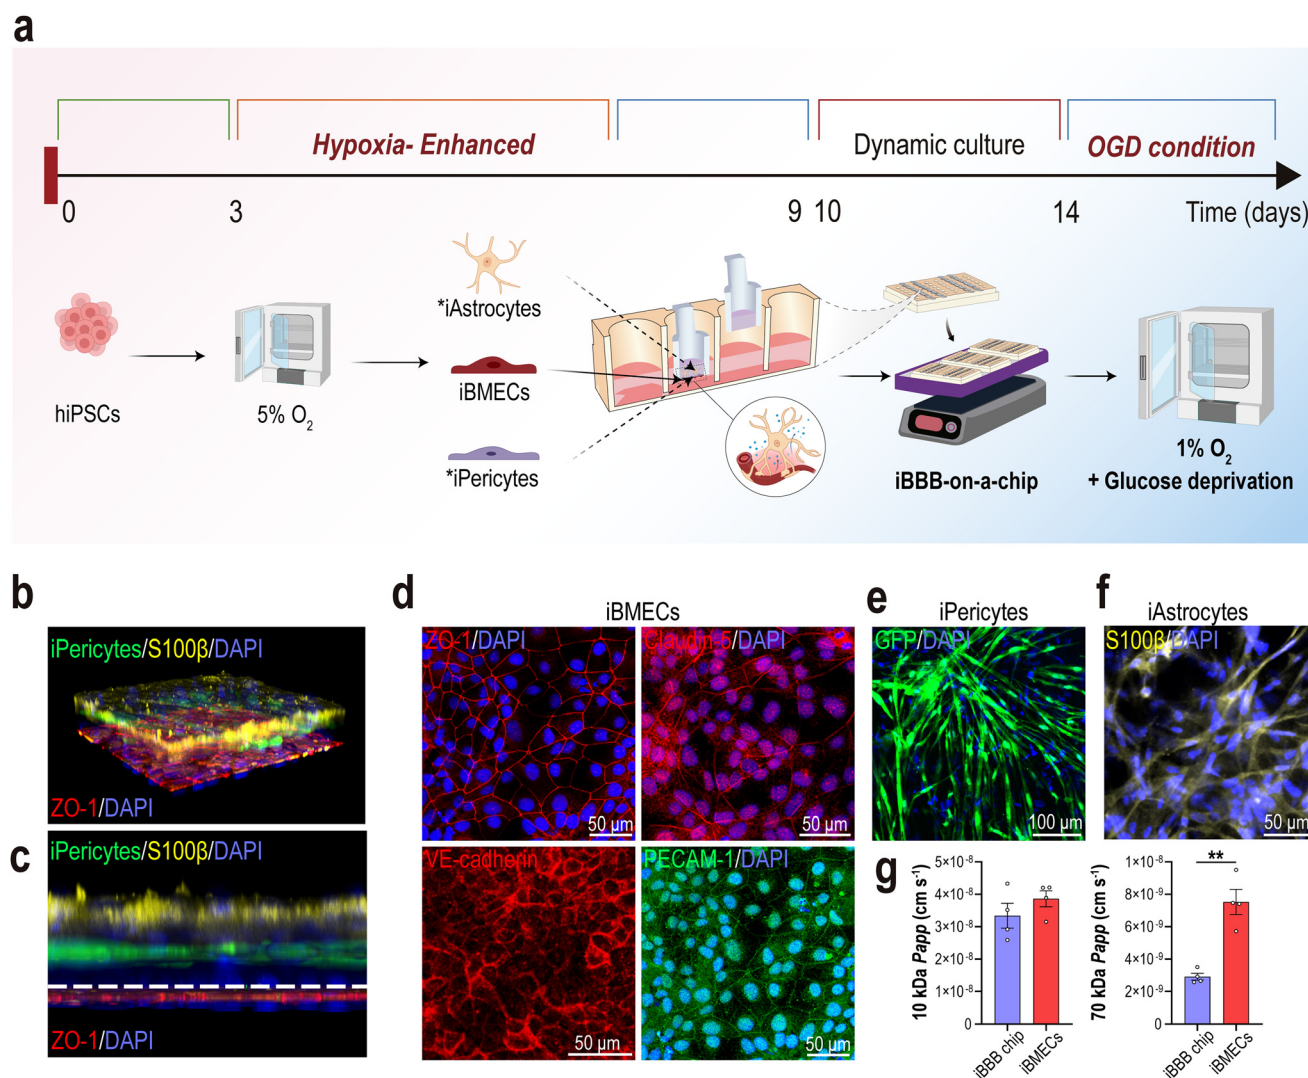 a
Hypoxia- Enhanced
Dynamic culture
OGD condition
0
3
9
10
14
Time (days)
*iAstrocytes
hiPSCs
5% O2
iBMECs
*iPericytes
iBBB-on-a-chip
1% O2
+ Glucose deprivation
b
iPericytes/S100β/DAPI
ZO-1/DAPI
c
iPericytes/S100β/DAPI
ZO-1/DAPI
d
iBMECs
ZO-1/DAPI
50 µm
Claudin-5/DAPI
50 µm
VE-cadherin
50 µm
PECAM-1/DAPI
50 µm
e
iPericytes
GFP/DAPI
100 µm
f
iAstrocytes
S100β/DAPI
50 µm
g
10 kDa Papp (cm s⁻¹)
5×10⁻⁸
4×10⁻⁸
3×10⁻⁸
2×10⁻⁸
1×10⁻⁸
0
iBBB chip
iBMECs
70 kDa Papp (cm s⁻¹)
1×10⁻⁸
8×10⁻⁹
6×10⁻⁹
4×10⁻⁹
2×10⁻⁹
0
**
iBBB chip
iBMECs